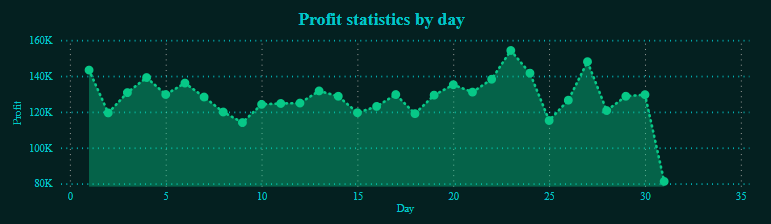 Profit statistics by day
160K
140K
120K
100K
80K
Profit
0 5 10 15 20 25 30 35
Day